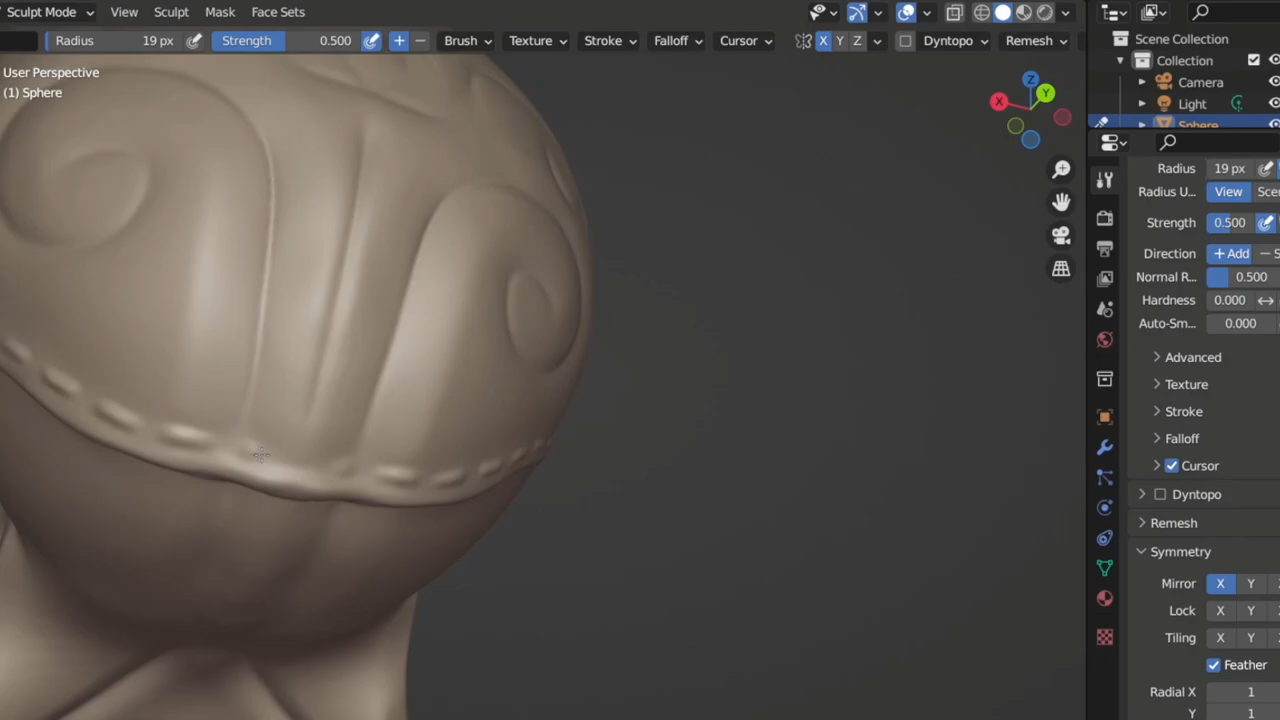 Sculpt Mode View Sculpt Mask Face Sets
Radius 19 px Strength 0.500 + − Brush Texture Stroke Falloff Cursor X Y Z Dyntopo Remesh
User Perspective
(1) Sphere
Z
Y
X
Scene Collection
Collection
Camera
Light
Sphere
Radius 19 px
Radius U... View Sce
Strength 0.500
Direction + Add − S
Normal R... 0.500
Hardness 0.000
Auto-Sm... 0.000
Advanced
Texture
Stroke
Falloff
Cursor
Dyntopo
Remesh
Symmetry
Mirror X Y
Lock X Y
Tiling X Y
Feather
Radial X 1
Y 1